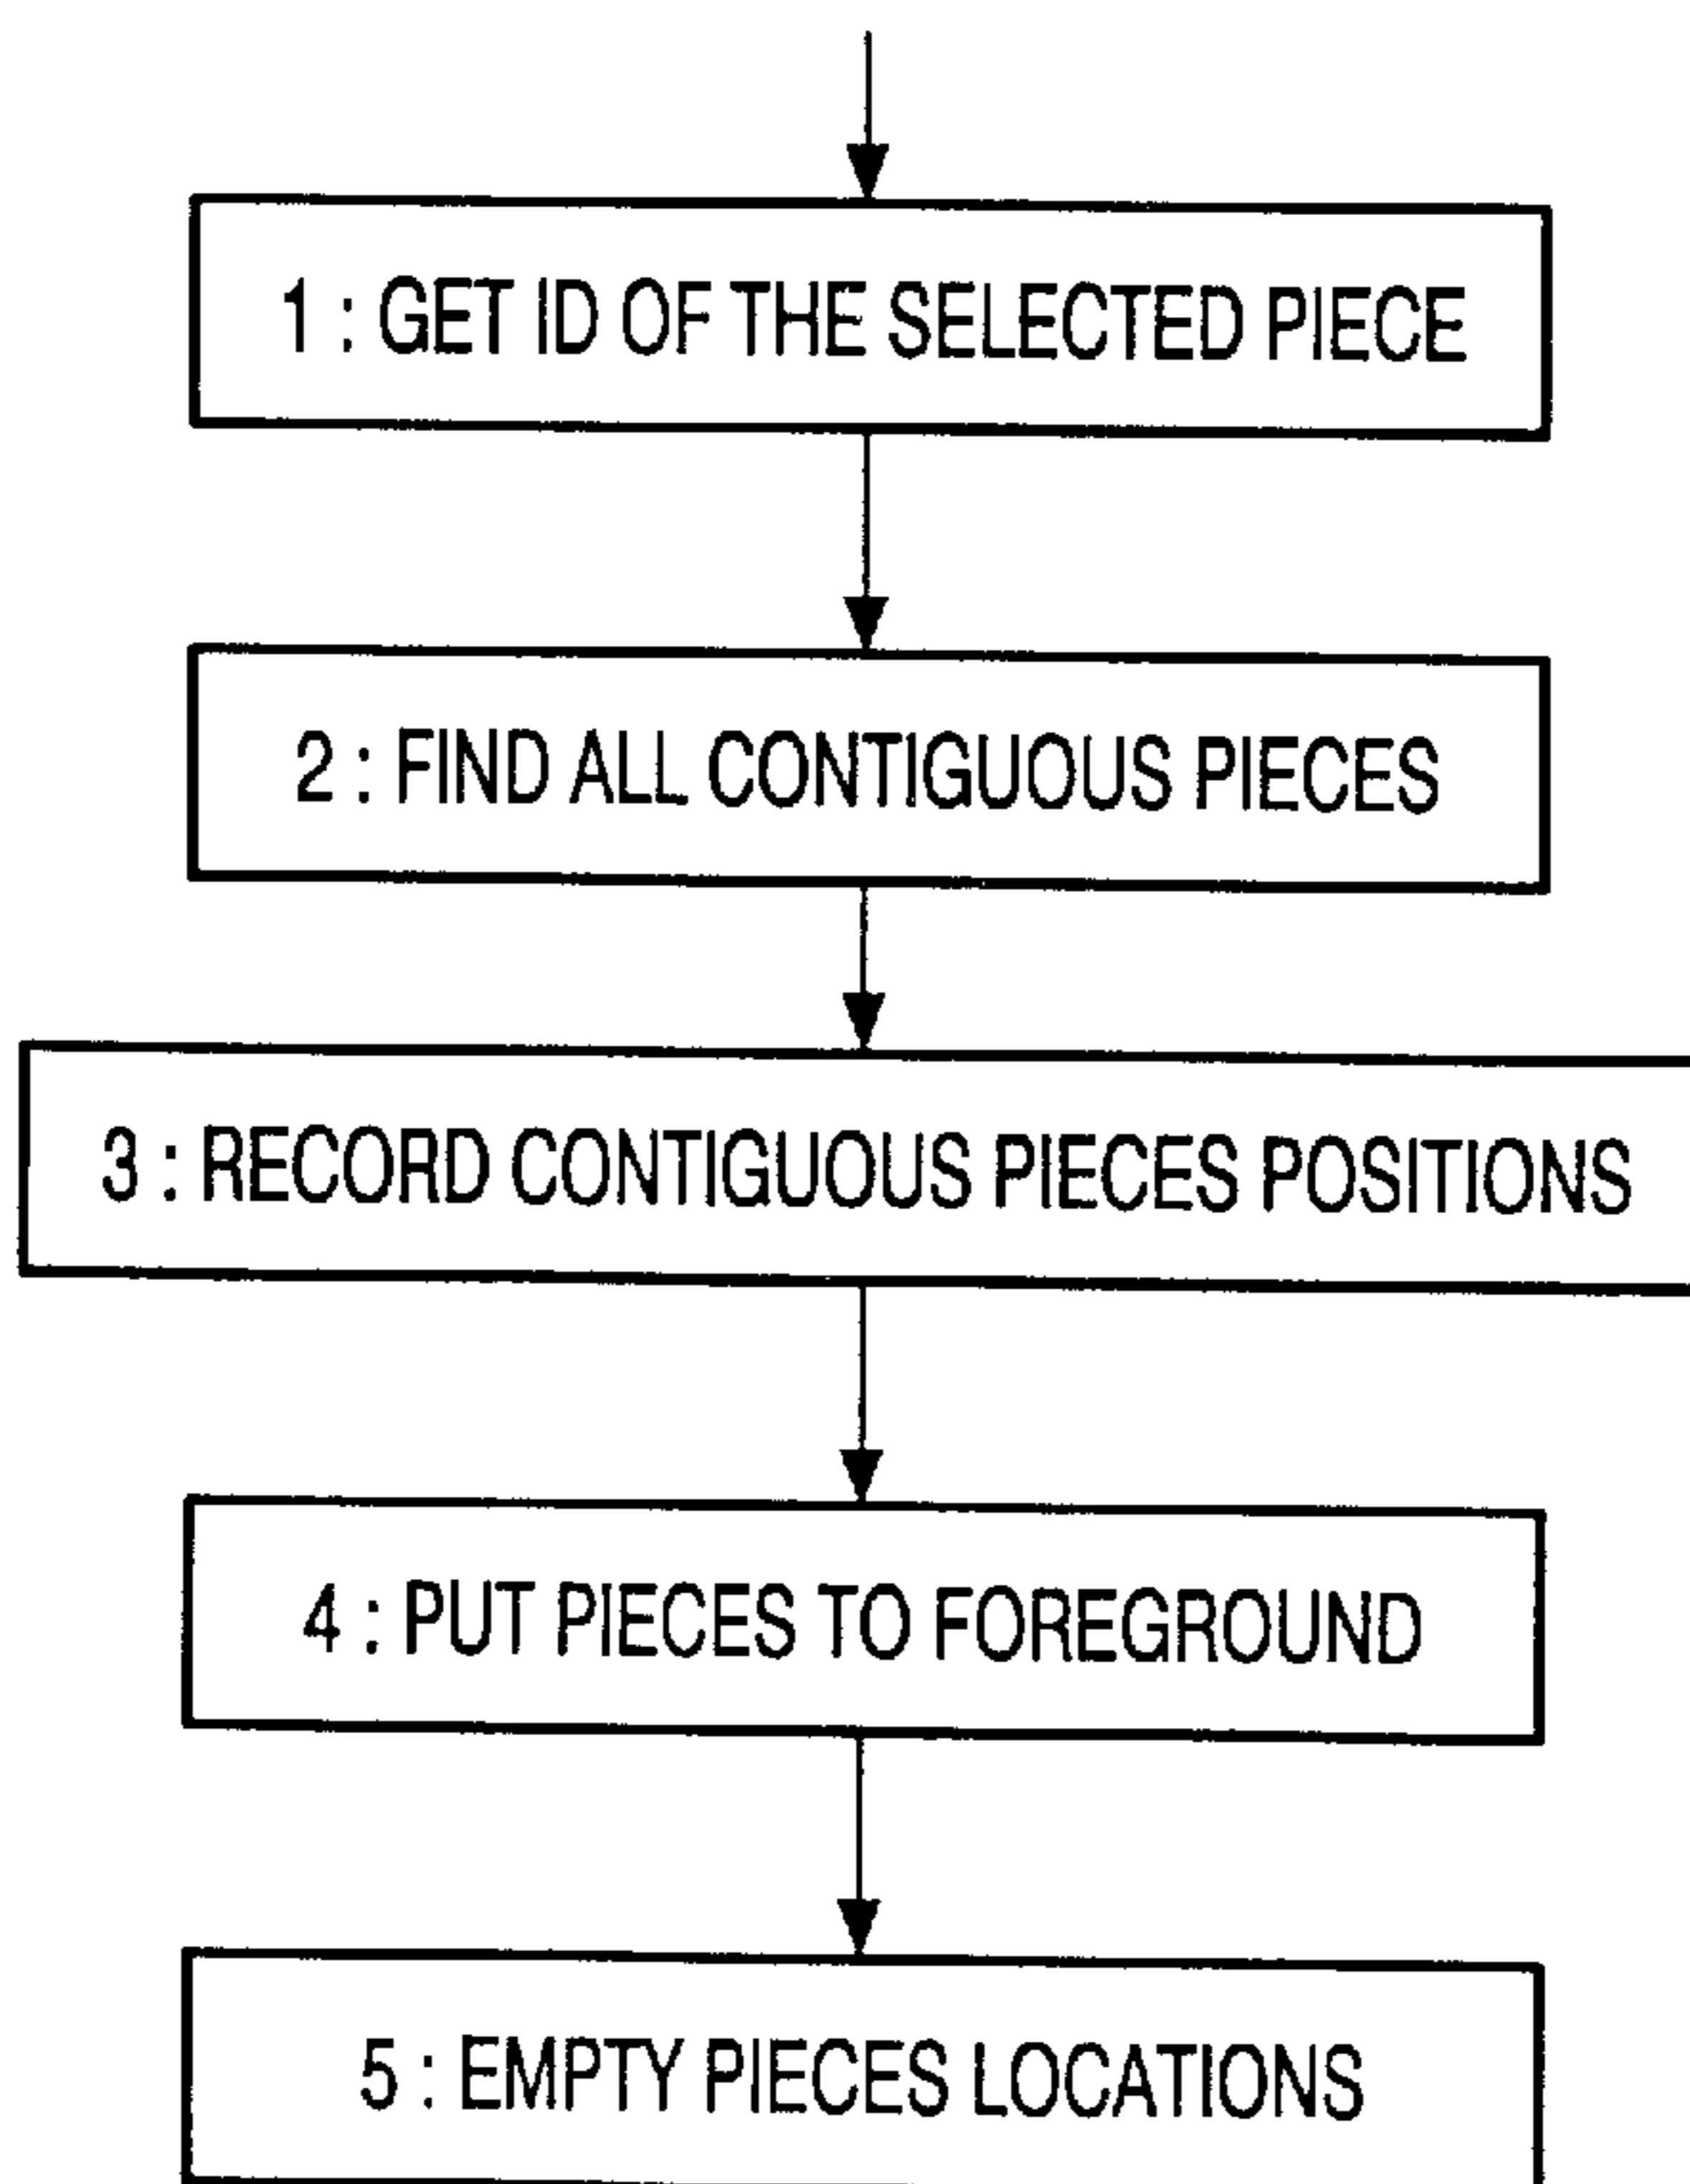 1 : GET ID OF THE SELECTED PIECE
2 : FIND ALL CONTIGUOUS PIECES
3 : RECORD CONTIGUOUS PIECES POSITIONS
4 : PUT PIECES TO FOREGROUND
5 : EMPTY PIECES LOCATIONS